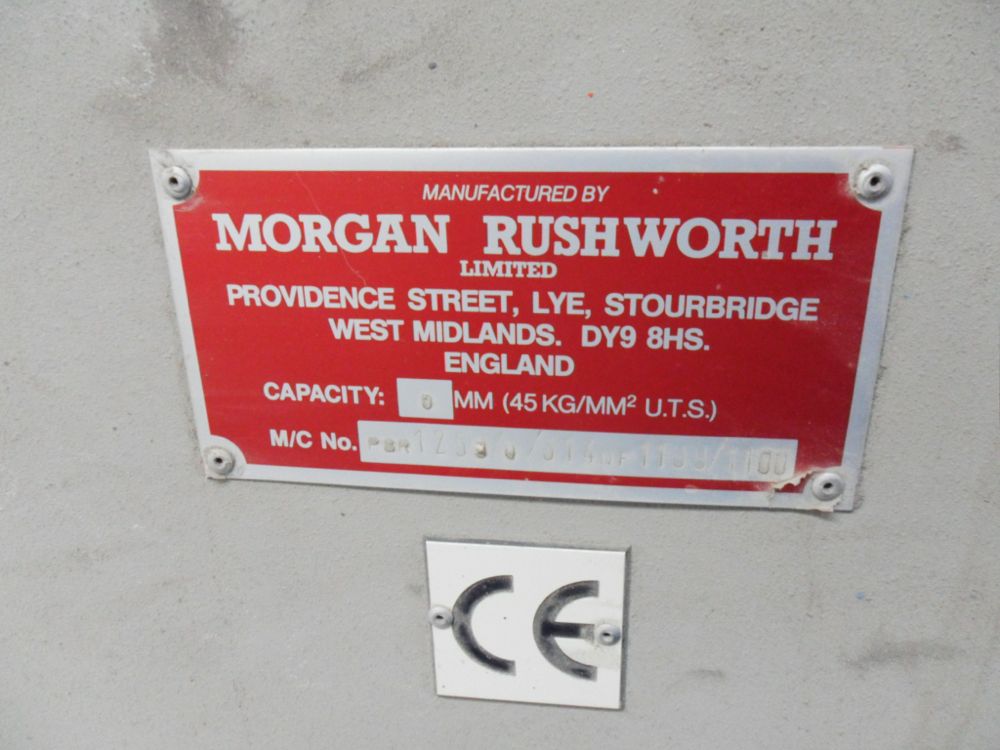 MANUFACTURED BY
MORGAN RUSHWORTH
LIMITED
PROVIDENCE STREET, LYE, STOURBRIDGE
WEST MIDLANDS. DY9 8HS.
ENGLAND
CAPACITY: MM (45 KG/MM² U.T.S.)
M/C No.
CE